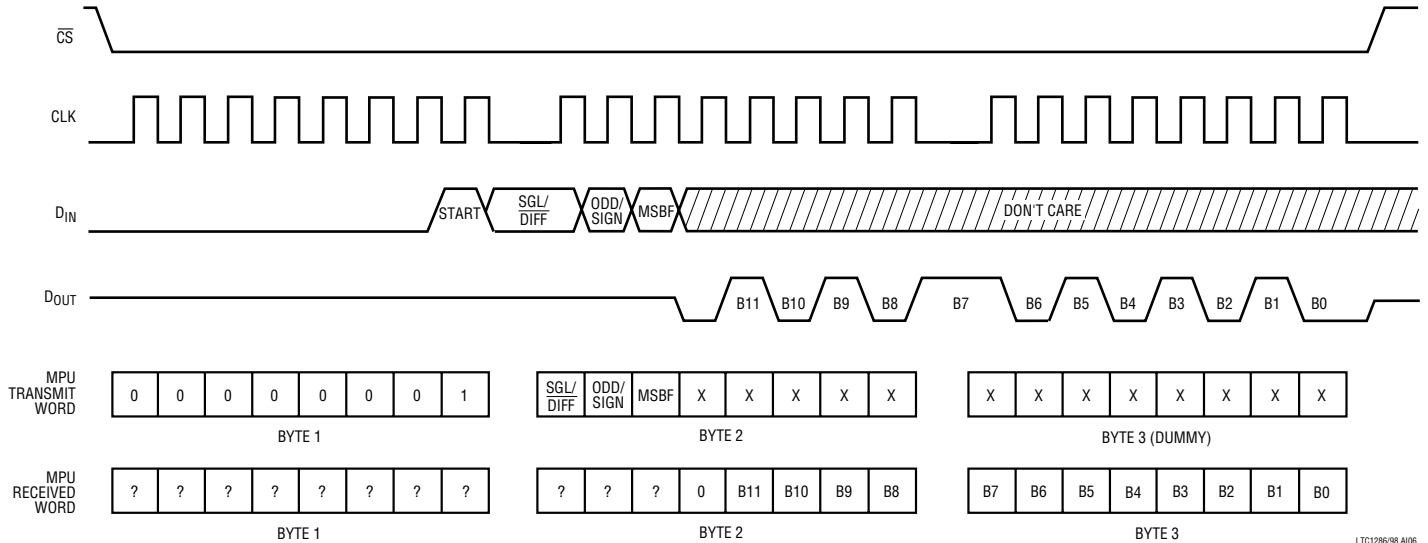 CS
CLK
DIN
START
SGL/
DIFF
ODD/
SIGN
MSBF
DON'T CARE
DOUT
B11 B10 B9 B8 B7 B6 B5 B4 B3 B2 B1 B0
MPU
TRANSMIT
WORD
0 0 0 0 0 0 0 1
BYTE 1
SGL/
DIFF
ODD/
SIGN
MSBF X X X X X
BYTE 2
X X X X X X X X
BYTE 3 (DUMMY)
MPU
RECEIVED
WORD
? ? ? ? ? ? ? ?
BYTE 1
? ? ? 0 B11 B10 B9 B8
BYTE 2
B7 B6 B5 B4 B3 B2 B1 B0
BYTE 3
LTC1286/98 AI06